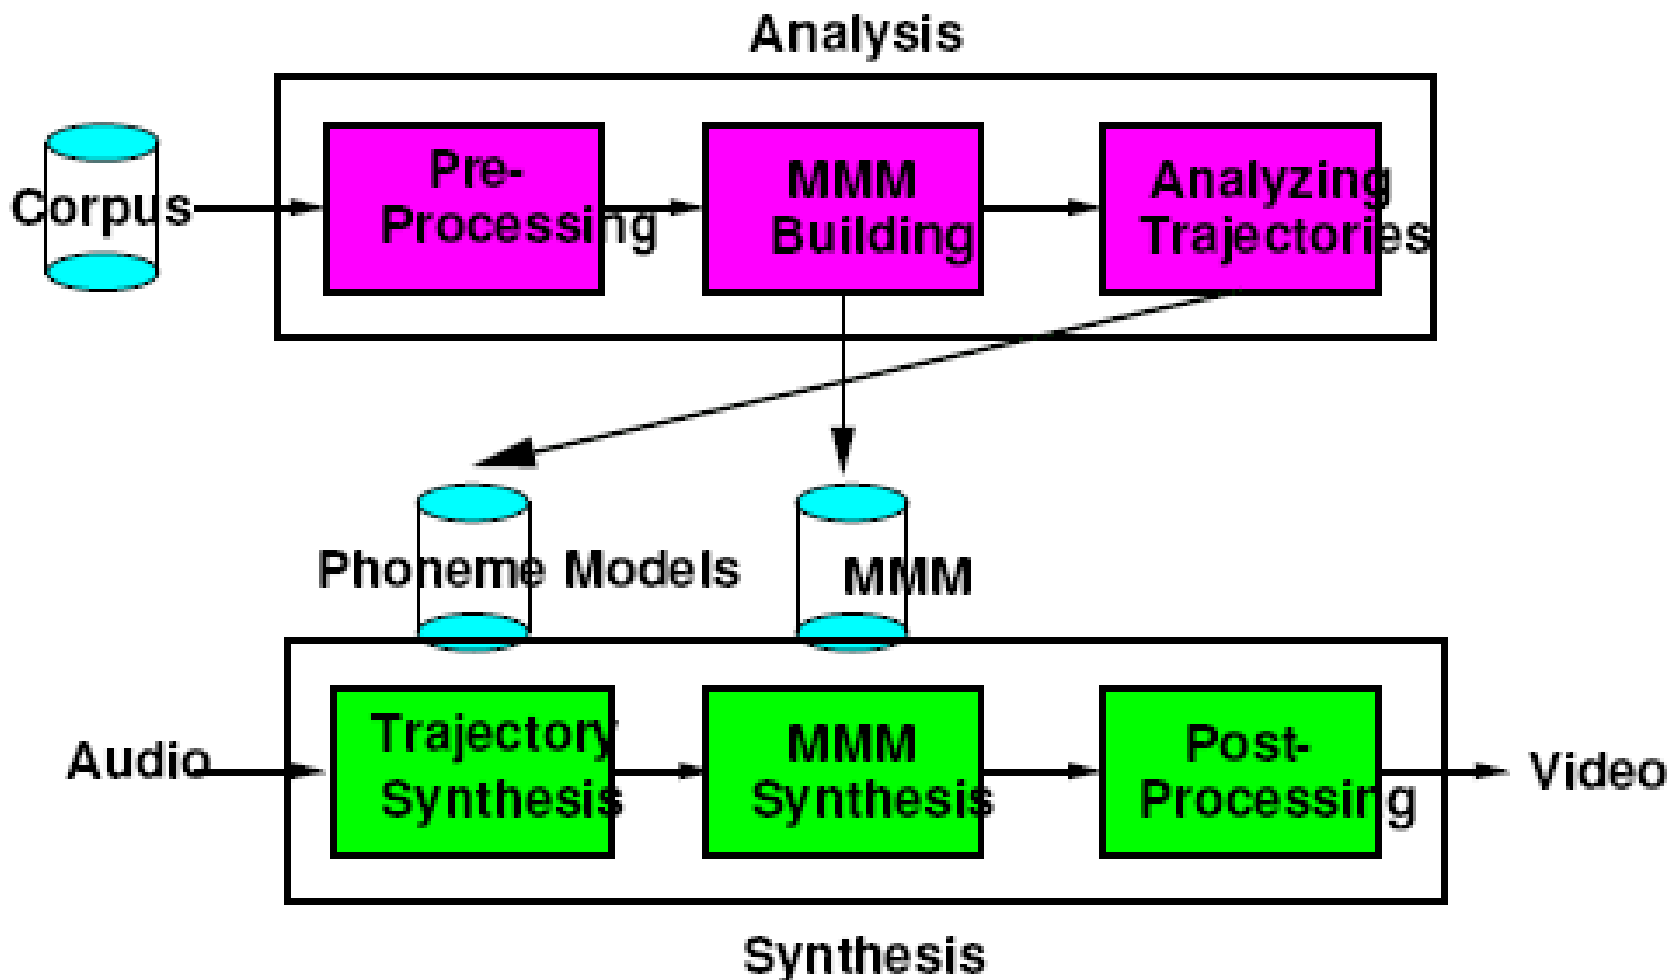 Analysis
Corpus
Pre-
Processing
MMM
Building
Analyzing
Trajectories
Phoneme Models
MMM
Audio
Trajectory
Synthesis
MMM
Synthesis
Post-
Processing
Video
Synthesis